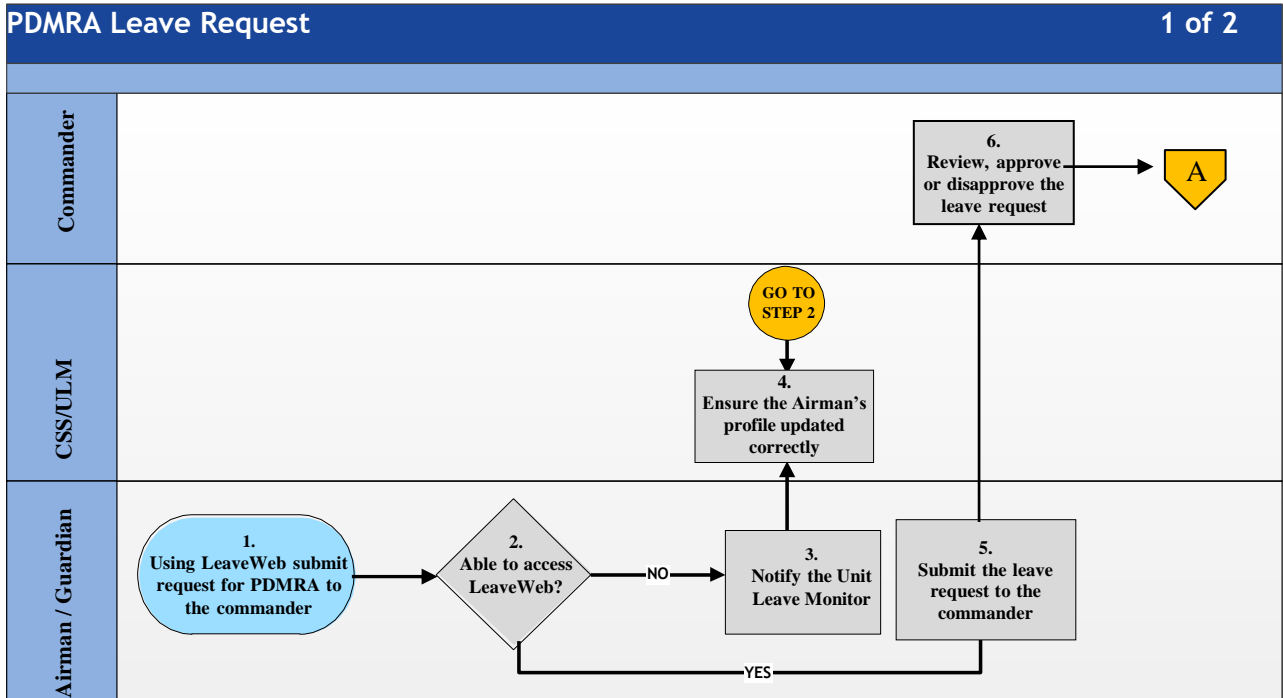 PDMRA Leave Request 1 of 2
Commander
6.
Review, approve
or disapprove the
leave request
A
CSS/ULM
GO TO
STEP 2
4.
Ensure the Airman’s
profile updated
correctly
Airman / Guardian
1.
Using LeaveWeb submit
request for PDMRA to
the commander
2.
Able to access
LeaveWeb?
NO
3.
Notify the Unit
Leave Monitor
5.
Submit the leave
request to the
commander
YES